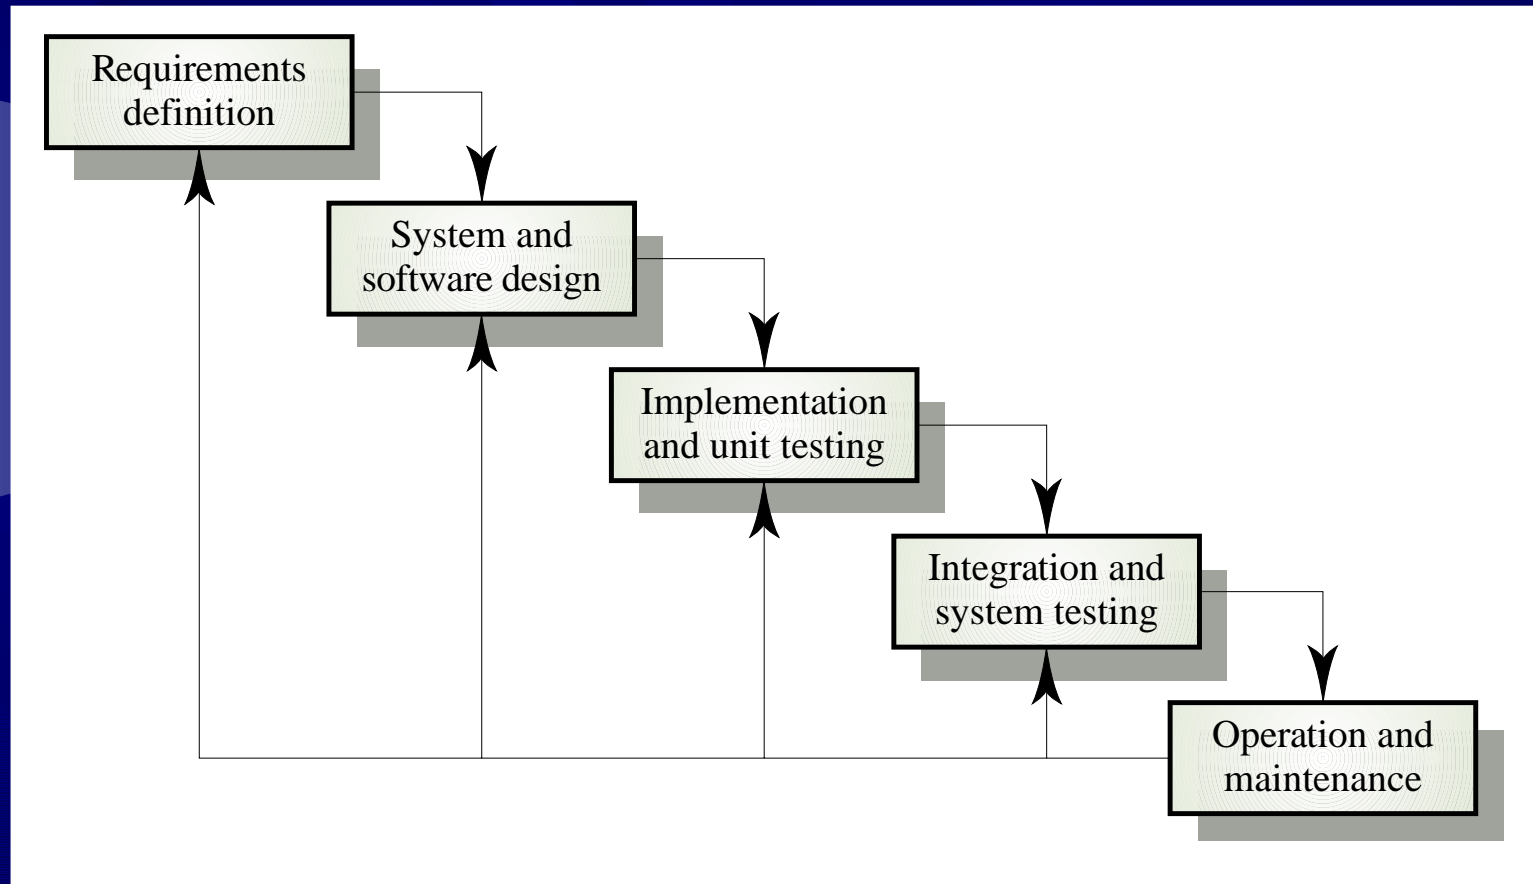 Requirements
definition
System and
software design
Implementation
and unit testing
Integration and
system testing
Operation and
maintenance